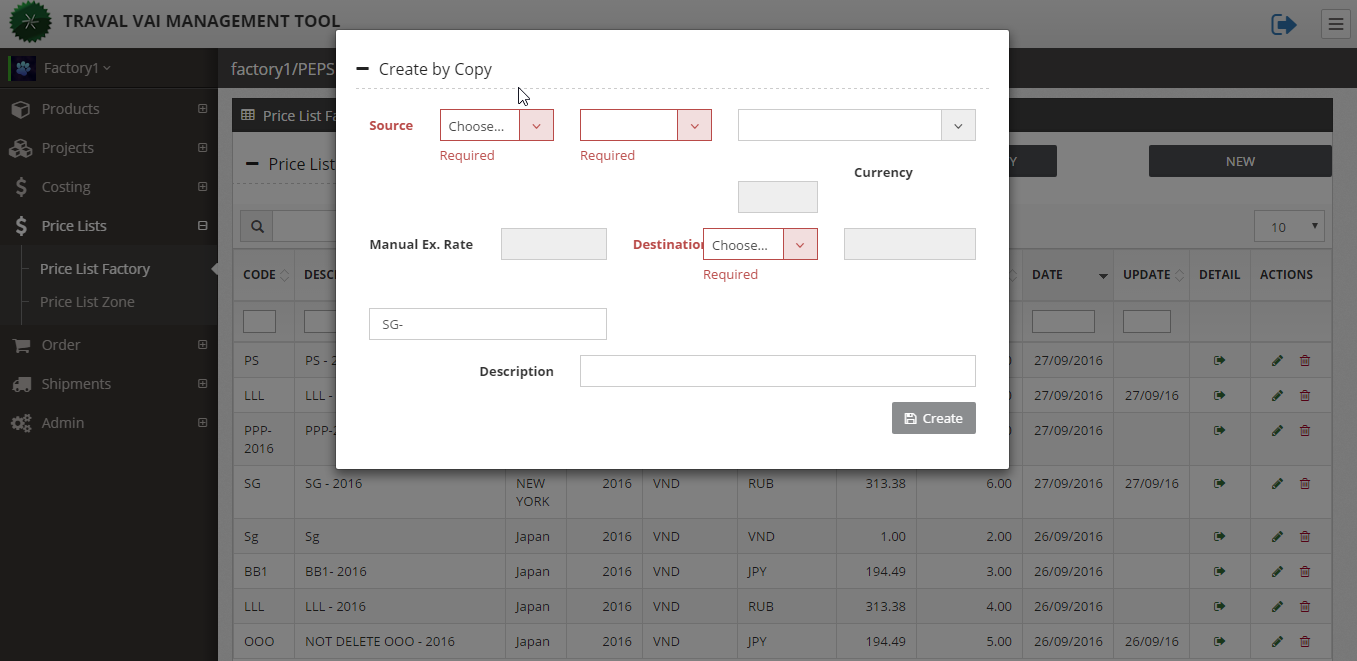 TRAVAL VAI MANAGEMENT TOOL
Factory1
factory1/PEPS
Products
Projects
Costing
Price Lists
Price List Factory
Price List Zone
Order
Shipments
Admin
Price List Fa
Price List
Y
NEW
10
Create by Copy
Source
Choose...
Required
Required
Currency
Manual Ex. Rate
Destination
Choose...
Required
SG-
Description
Create
CODE DESCR DATE UPDATE DETAIL ACTIONS
PS PS - 2 0 27/09/2016
LLL LLL - 0 27/09/2016 27/09/16
PPP-2016 PPP-2 0 27/09/2016
SG SG - 2016 NEW YORK 2016 VND RUB 313.38 6.00 27/09/2016 27/09/16
Sg Sg Japan 2016 VND VND 1.00 2.00 26/09/2016
BB1 BB1- 2016 Japan 2016 VND JPY 194.49 3.00 26/09/2016
LLL LLL - 2016 Japan 2016 VND RUB 313.38 4.00 26/09/2016
OOO NOT DELETE OOO - 2016 Japan 2016 VND JPY 194.49 5.00 26/09/2016 26/09/16